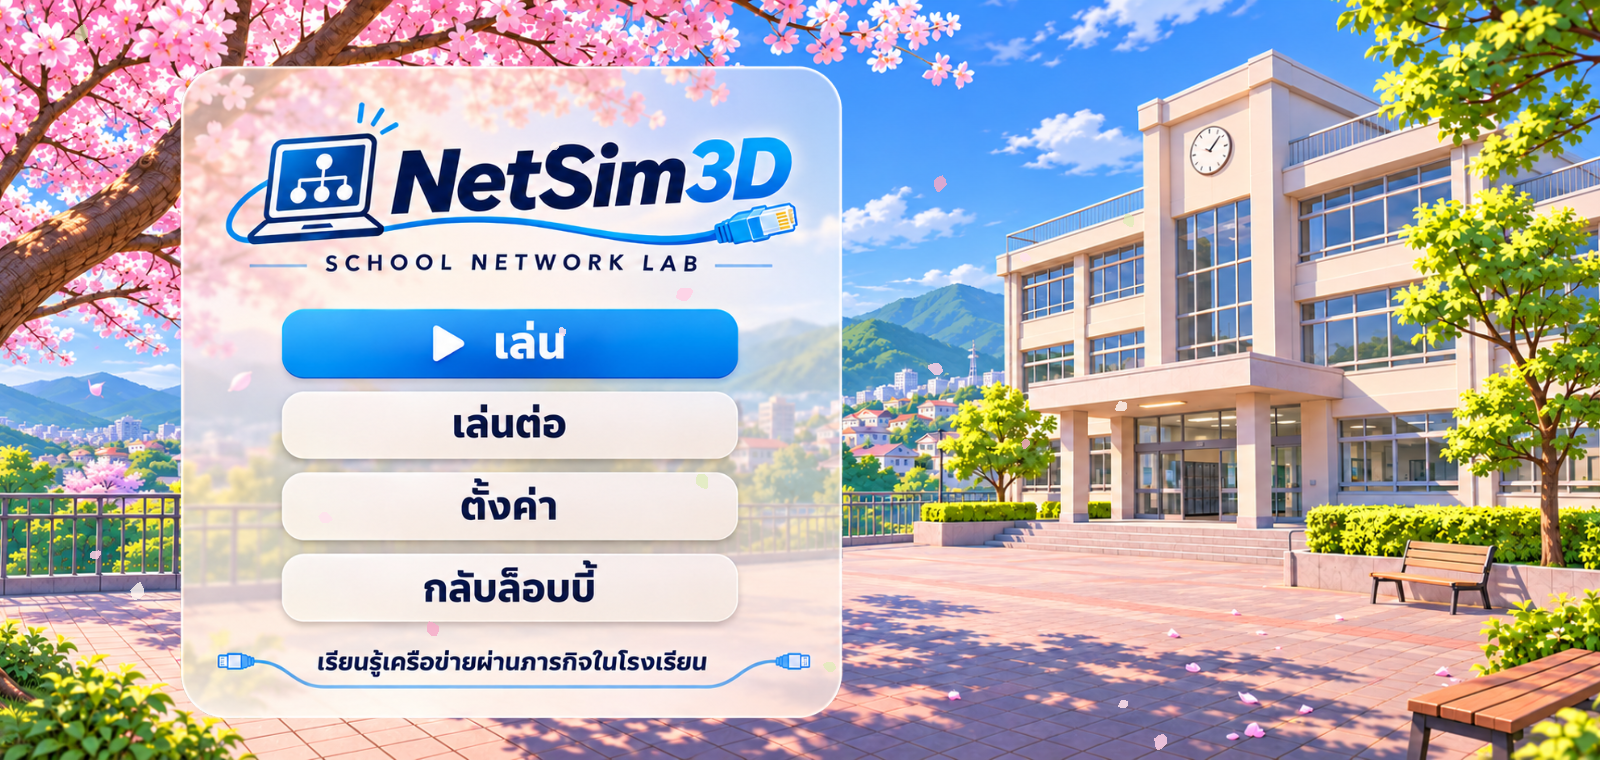 NetSim3D
SCHOOL NETWORK LAB
เล่น
เล่นต่อ
ตั้งค่า
กลับล็อบบี้
เรียนรู้เครือข่ายผ่านภารกิจในโรงเรียน